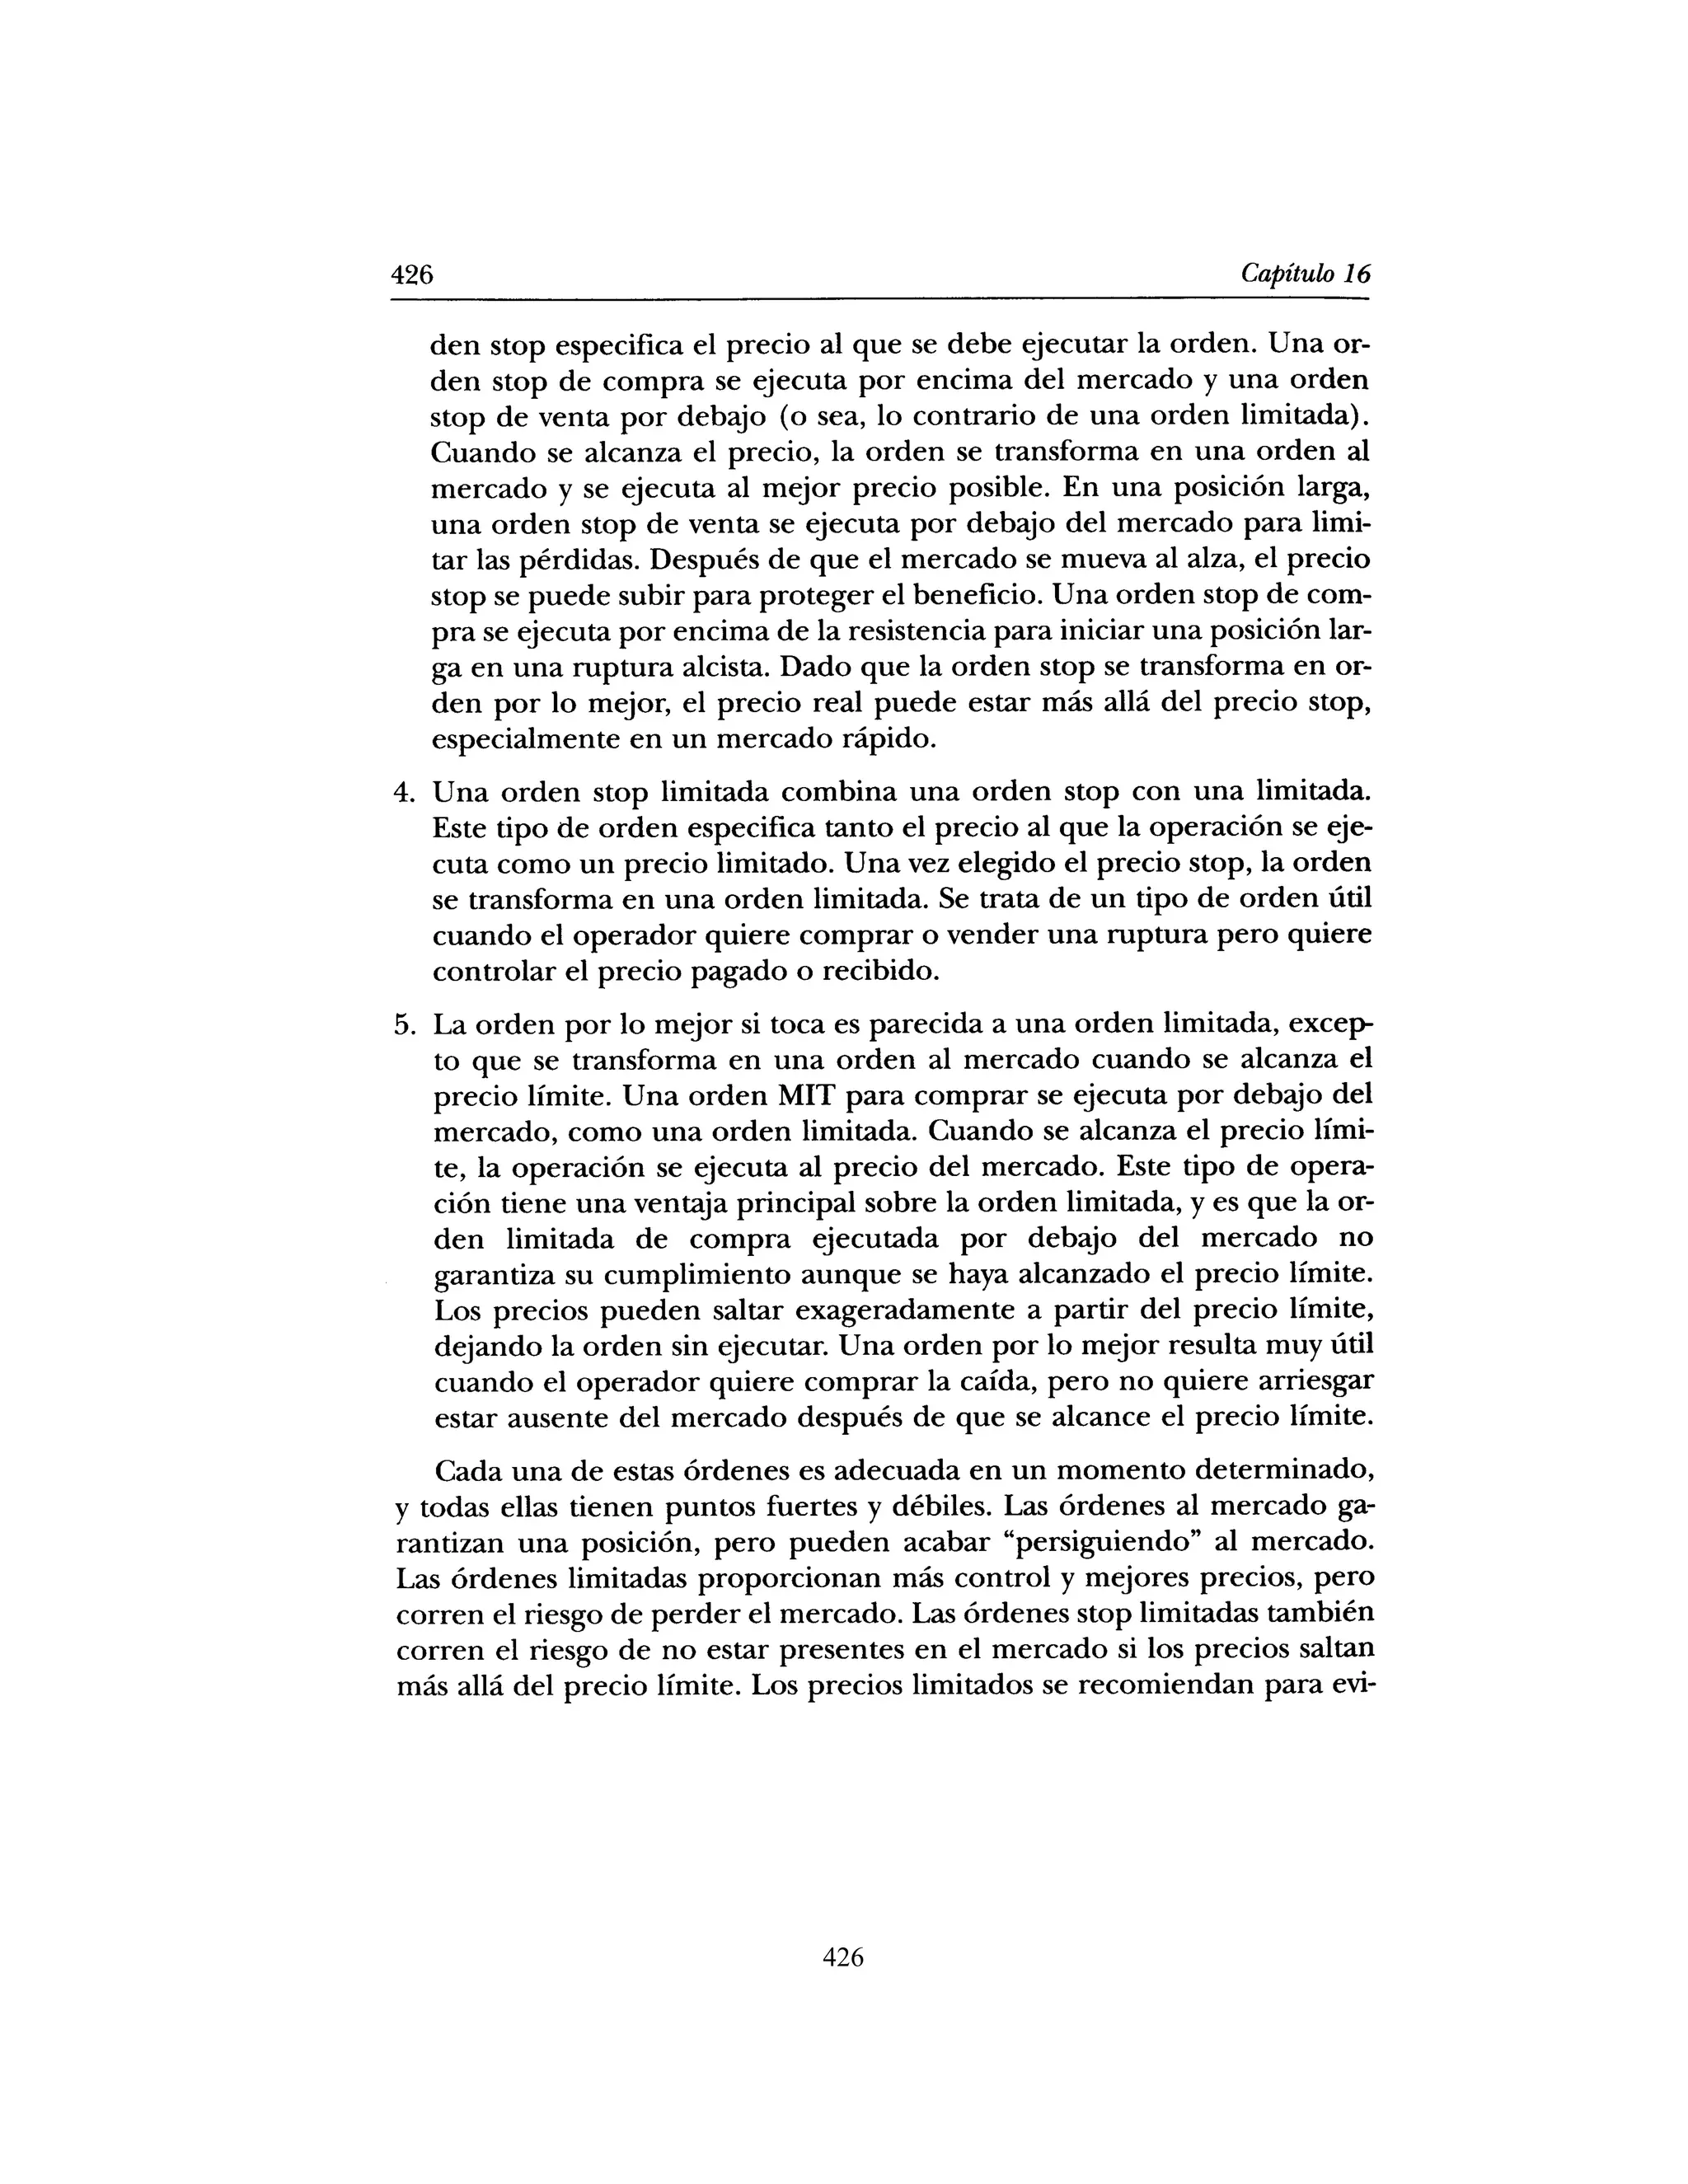 426
Capítulo 16
den stop especifica el precio al que se debe ejecutar la orden. Una or-
den stop de compra se ejecuta por encima del mercado y una orden
stop de venta por debajo (o sea, lo contrario de una orden limitada).
Cuando se alcanza el precio, la orden se transforma en una orden al
mercado y se ejecuta al mejor precio posible. En una posición larga,
una orden stop de venta se ejecuta por debajo del mercado para limi-
tar las pérdidas. Después de que el mercado se mueva al alza, el precio
stop se puede subir para proteger el beneficio. Una orden stop de com-
pra se ejecuta por encima de la resistencia para iniciar una posición lar-
ga en una ruptura alcista. Dado que la orden stop se transforma en or-
den por lo mejor, el precio real puede estar más allá del precio stop,
especialmente en un mercado rápido.
4. Una orden stop limitada combina una orden stop con una limitada.
Este tipo de orden especifica tanto el precio al que la operación se eje-
cuta como un precio limitado. Una vez elegido el precio stop, la orden
se transforma en una orden limitada. Se trata de un tipo de orden útil
cuando el operador quiere comprar o vender una ruptura pero quiere
controlar el precio pagado o recibido.
5. La orden por lo mejor si toca es parecida a una orden limitada, excep-
to que se transforma en una orden al mercado cuando se alcanza el
precio límite. Una orden MIT para comprar se ejecuta por debajo del
mercado, como una orden limitada. Cuando se alcanza el precio lími-
te, la operación se ejecuta al precio del mercado. Este tipo de opera-
ción tiene una ventaja principal sobre la orden limitada, y es que la or-
den limitada de compra ejecutada por debajo del mercado no
garantiza su cumplimiento aunque se haya alcanzado el precio límite.
Los precios pueden saltar exageradamente a partir del precio límite,
dejando la orden sin ejecutar. Una orden por lo mejor resulta muy útil
cuando el operador quiere comprar la caída, pero no quiere arriesgar
estar ausente del mercado después de que se alcance el precio límite.
Cada una de estas órdenes es adecuada en un momento determinado,
y todas ellas tienen puntos fuertes y débiles. Las órdenes al mercado ga-
rantizan una posición, pero pueden acabar “persiguiendo” al mercado.
Las órdenes limitadas proporcionan más control y mejores precios, pero
corren el riesgo de perder el mercado. Las órdenes stop limitadas también
corren el riesgo de no estar presentes en el mercado si los precios saltan
más allá del precio límite. Los precios limitados se recomiendan para evi-
426